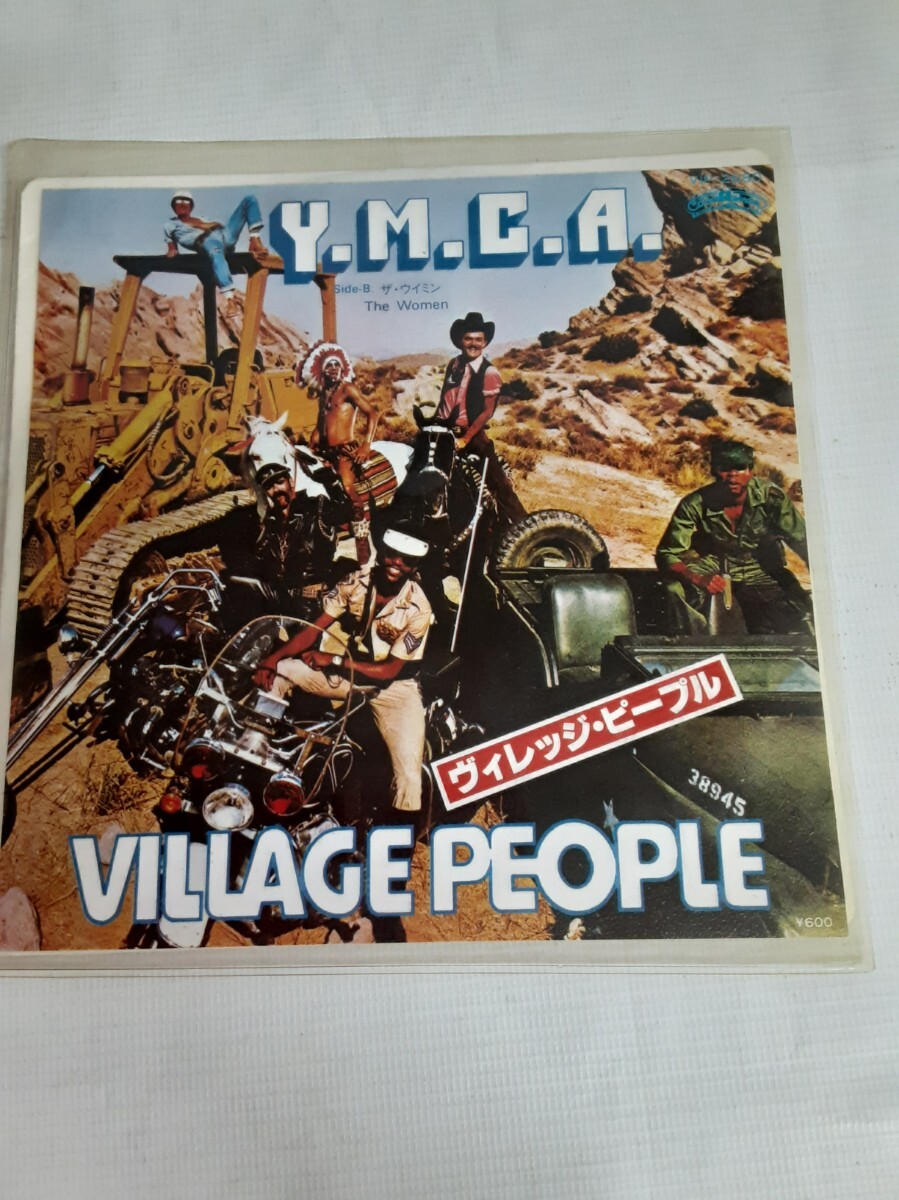 Y.M.C.A.
Side-B. ザ・ウイミン
The Women
ヴィレッジ・ピープル
38945
VILLAGE PEOPLE
¥600